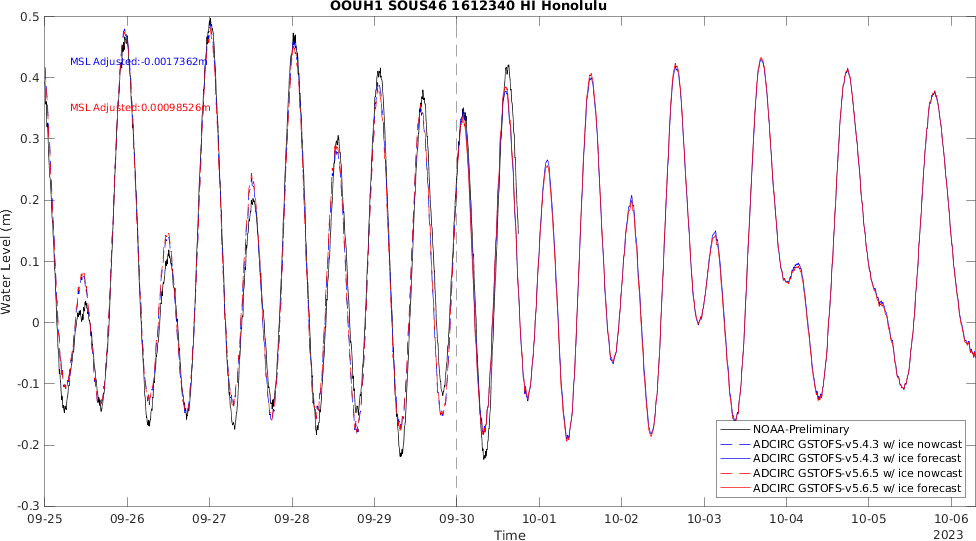 OOUH1 SOUS46 1612340 HI Honolulu
0.5
MSL Adjusted:-0.0017362m
0.4
MSL Adjusted:0.00098526m
0.3
0.2
0.1
0
-0.1
-0.2
-0.3
Water Level (m)
NOAA-Preliminary
ADCIRC GSTOFS-v5.4.3 w/ ice nowcast
ADCIRC GSTOFS-v5.4.3 w/ ice forecast
ADCIRC GSTOFS-v5.6.5 w/ ice nowcast
ADCIRC GSTOFS-v5.6.5 w/ ice forecast
09-25 09-26 09-27 09-28 09-29 09-30 10-01 10-02 10-03 10-04 10-05 10-06
2023
Time